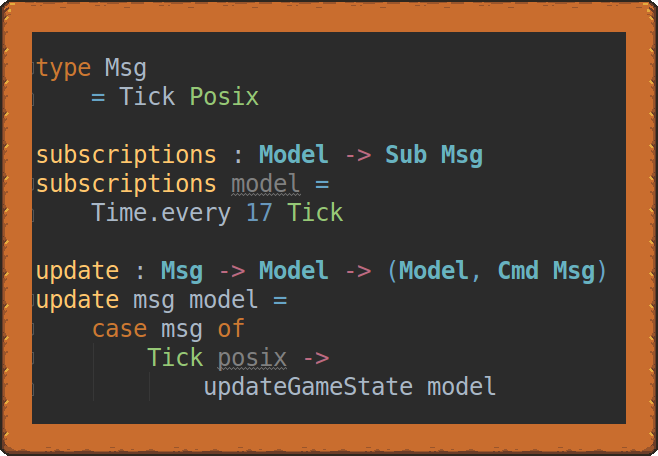 type Msg
    = Tick Posix
subscriptions : Model -> Sub Msg
subscriptions model =
    Time.every 17 Tick
update : Msg -> Model -> (Model, Cmd Msg)
update msg model =
    case msg of
        Tick posix ->
            updateGameState model